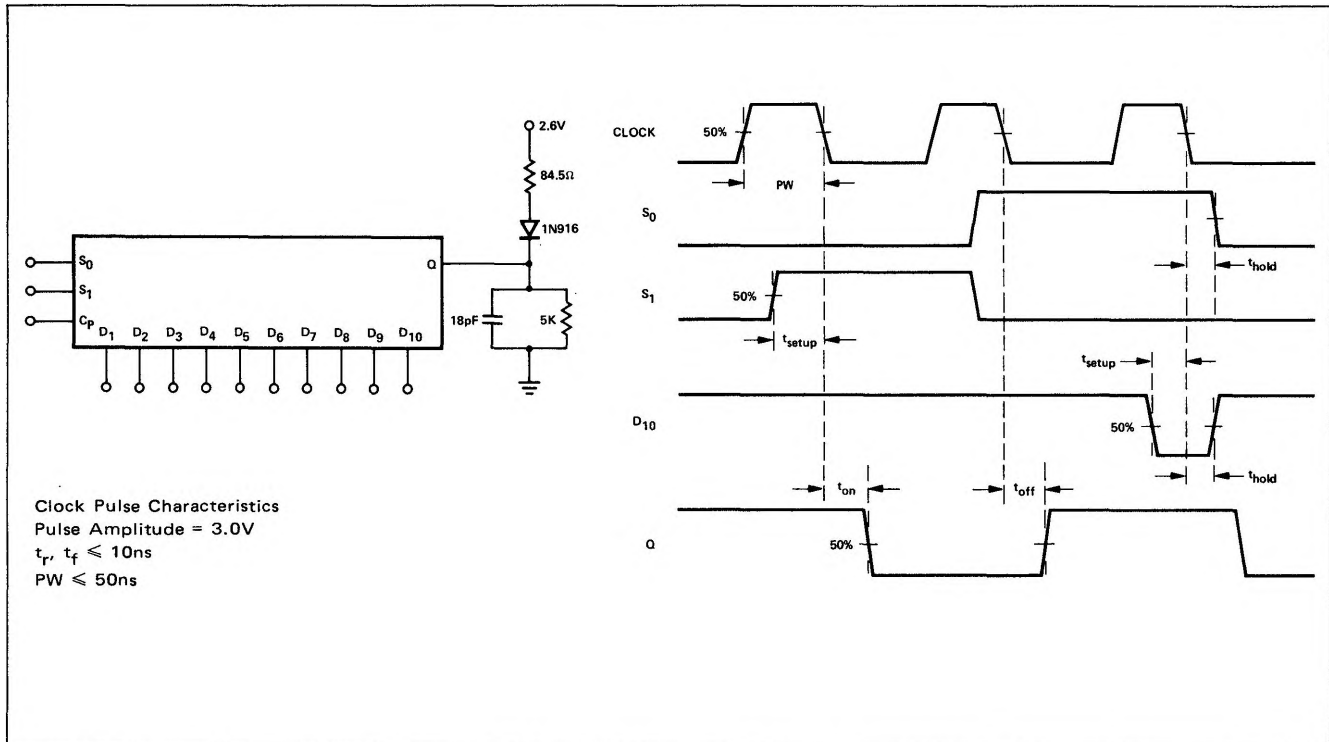 2.6V
84.5Ω
1N916
S0
S1
CP
Q
D1 D2 D3 D4 D5 D6 D7 D8 D9 D10
18pF
5K
Clock Pulse Characteristics
Pulse Amplitude = 3.0V
tr, tf ⩽ 10ns
PW ⩽ 50ns
CLOCK
50%
PW
S0
thold
S1
50%
tsetup
tsetup
D10
50%
thold
ton
toff
Q
50%